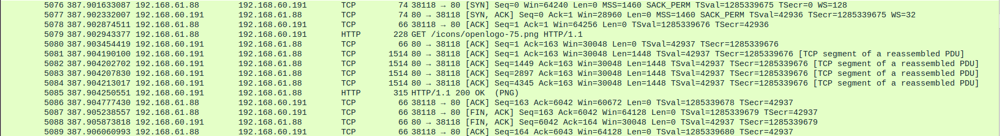 5076 387.901633087 192.168.61.88 192.168.60.191 TCP 74 38118 → 80 [SYN] Seq=0 Win=64240 Len=0 MSS=1460 SACK_PERM TSval=1285339675 TSecr=0 WS=128
5077 387.902332007 192.168.60.191 192.168.61.88 TCP 74 80 → 38118 [SYN, ACK] Seq=0 Ack=1 Win=28960 Len=0 MSS=1460 SACK_PERM TSval=42936 TSecr=1285339675 WS=32
5078 387.902874511 192.168.61.88 192.168.60.191 TCP 66 38118 → 80 [ACK] Seq=1 Ack=1 Win=64256 Len=0 TSval=1285339676 TSecr=42936
5079 387.902943377 192.168.61.88 192.168.60.191 HTTP 228 GET /icons/openlogo-75.png HTTP/1.1
5080 387.903454419 192.168.60.191 192.168.61.88 TCP 66 80 → 38118 [ACK] Seq=1 Ack=163 Win=30048 Len=0 TSval=42937 TSecr=1285339676
5081 387.904190100 192.168.60.191 192.168.61.88 TCP 1514 80 → 38118 [ACK] Seq=1 Ack=163 Win=30048 Len=1448 TSval=42937 TSecr=1285339676 [TCP segment of a reassembled PDU]
5082 387.904202702 192.168.60.191 192.168.61.88 TCP 1514 80 → 38118 [ACK] Seq=1449 Ack=163 Win=30048 Len=1448 TSval=42937 TSecr=1285339676 [TCP segment of a reassembled PDU]
5083 387.904207830 192.168.60.191 192.168.61.88 TCP 1514 80 → 38118 [ACK] Seq=2897 Ack=163 Win=30048 Len=1448 TSval=42937 TSecr=1285339676 [TCP segment of a reassembled PDU]
5084 387.904213017 192.168.60.191 192.168.61.88 TCP 1514 80 → 38118 [ACK] Seq=4345 Ack=163 Win=30048 Len=1448 TSval=42937 TSecr=1285339676 [TCP segment of a reassembled PDU]
5085 387.904250551 192.168.60.191 192.168.61.88 HTTP 315 HTTP/1.1 200 OK (PNG)
5086 387.904777430 192.168.61.88 192.168.60.191 TCP 66 38118 → 80 [ACK] Seq=163 Ack=6042 Win=60672 Len=0 TSval=1285339678 TSecr=42937
5087 387.905238557 192.168.61.88 192.168.60.191 TCP 66 38118 → 80 [FIN, ACK] Seq=163 Ack=6042 Win=64128 Len=0 TSval=1285339679 TSecr=42937
5088 387.905873818 192.168.60.191 192.168.61.88 TCP 66 80 → 38118 [FIN, ACK] Seq=6042 Ack=164 Win=30048 Len=0 TSval=42937 TSecr=1285339679
5089 387.906060993 192.168.61.88 192.168.60.191 TCP 66 38118 → 80 [ACK] Seq=164 Ack=6043 Win=64128 Len=0 TSval=1285339680 TSecr=42937